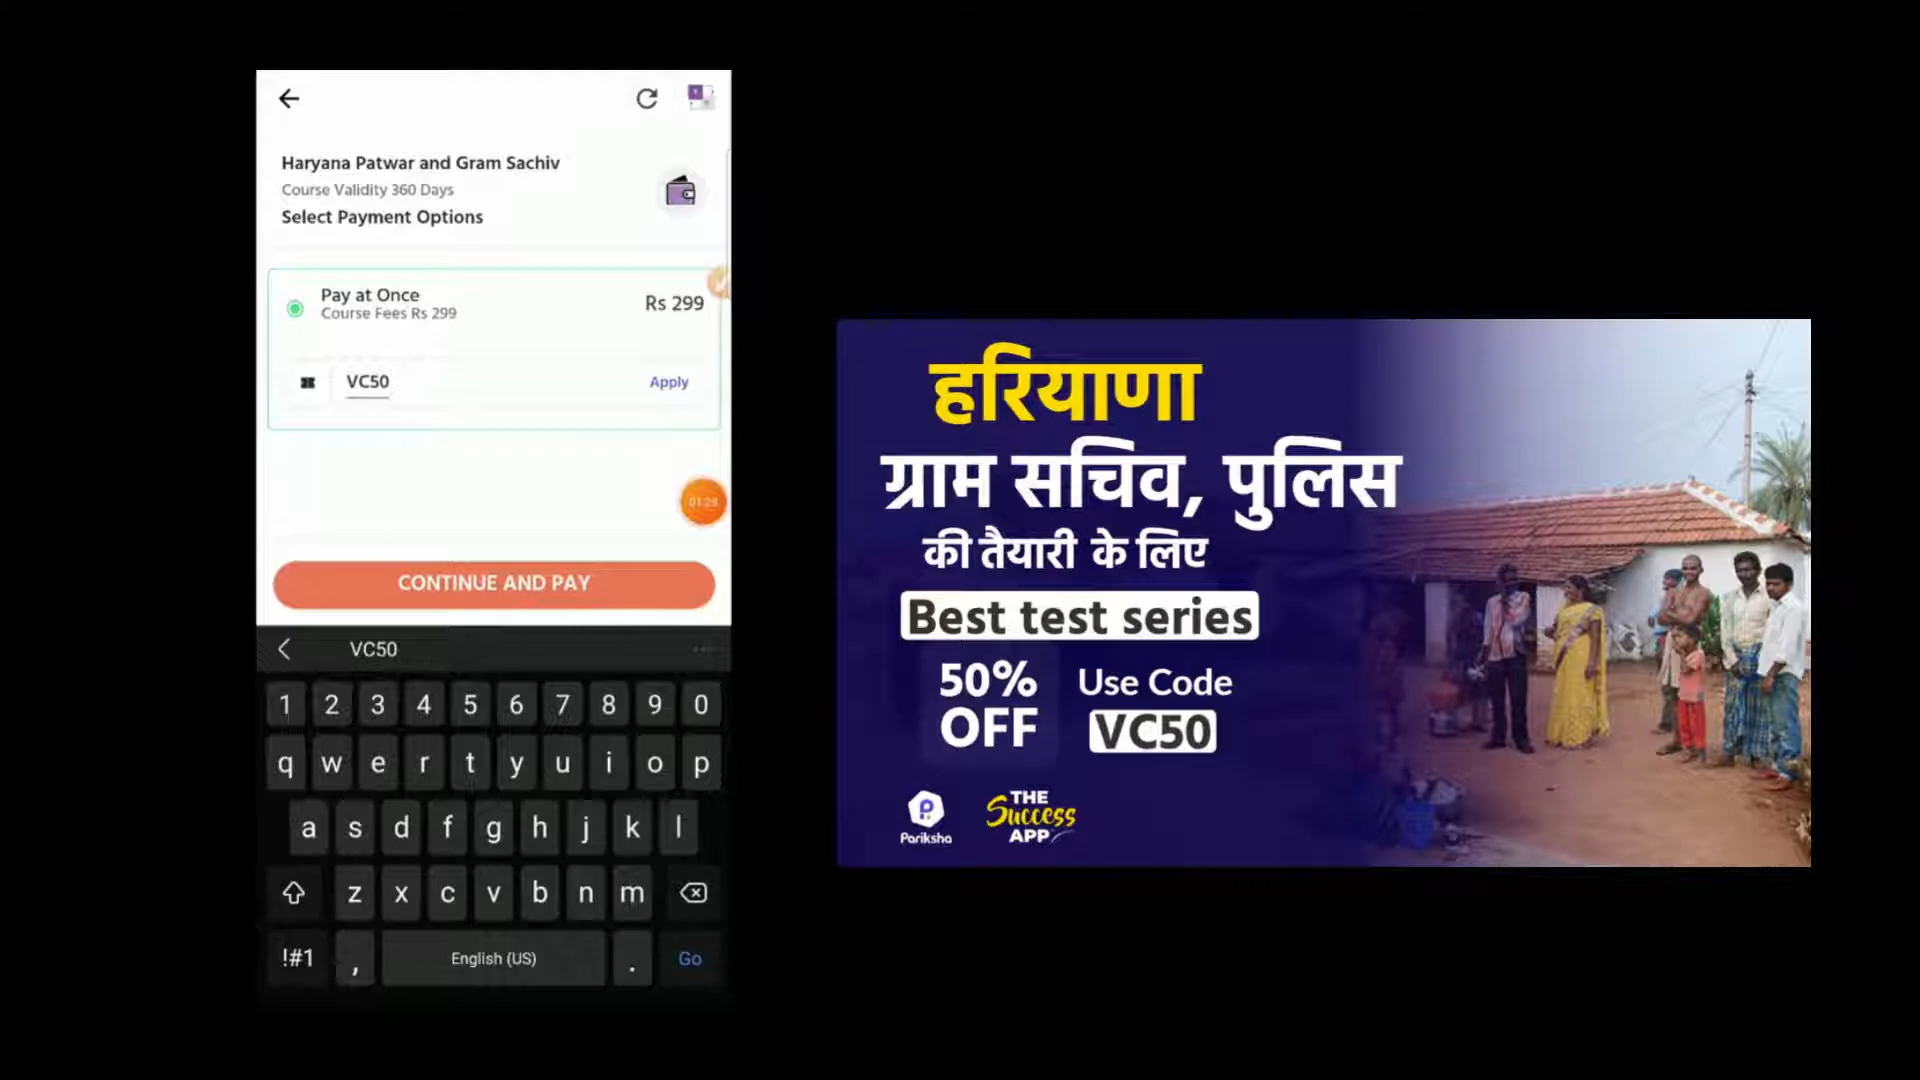 Haryana Patwar and Gram Sachiv
Course Validity 360 Days
Select Payment Options
Pay at Once
Rs 299
Course Fees Rs 299
VC50
Apply
01:28
CONTINUE AND PAY
VC50
1 2 3 4 5 6 7 8 9 0
q w e r t y u i o p
a s d f g h j k l
z x c v b n m
!#1 , English (US) . Go
हरियाणा
ग्राम सचिव, पुलिस
की तैयारी के लिए
Best test series
50% OFF
Use Code
VC50
Pariksha
THE
Success
APP